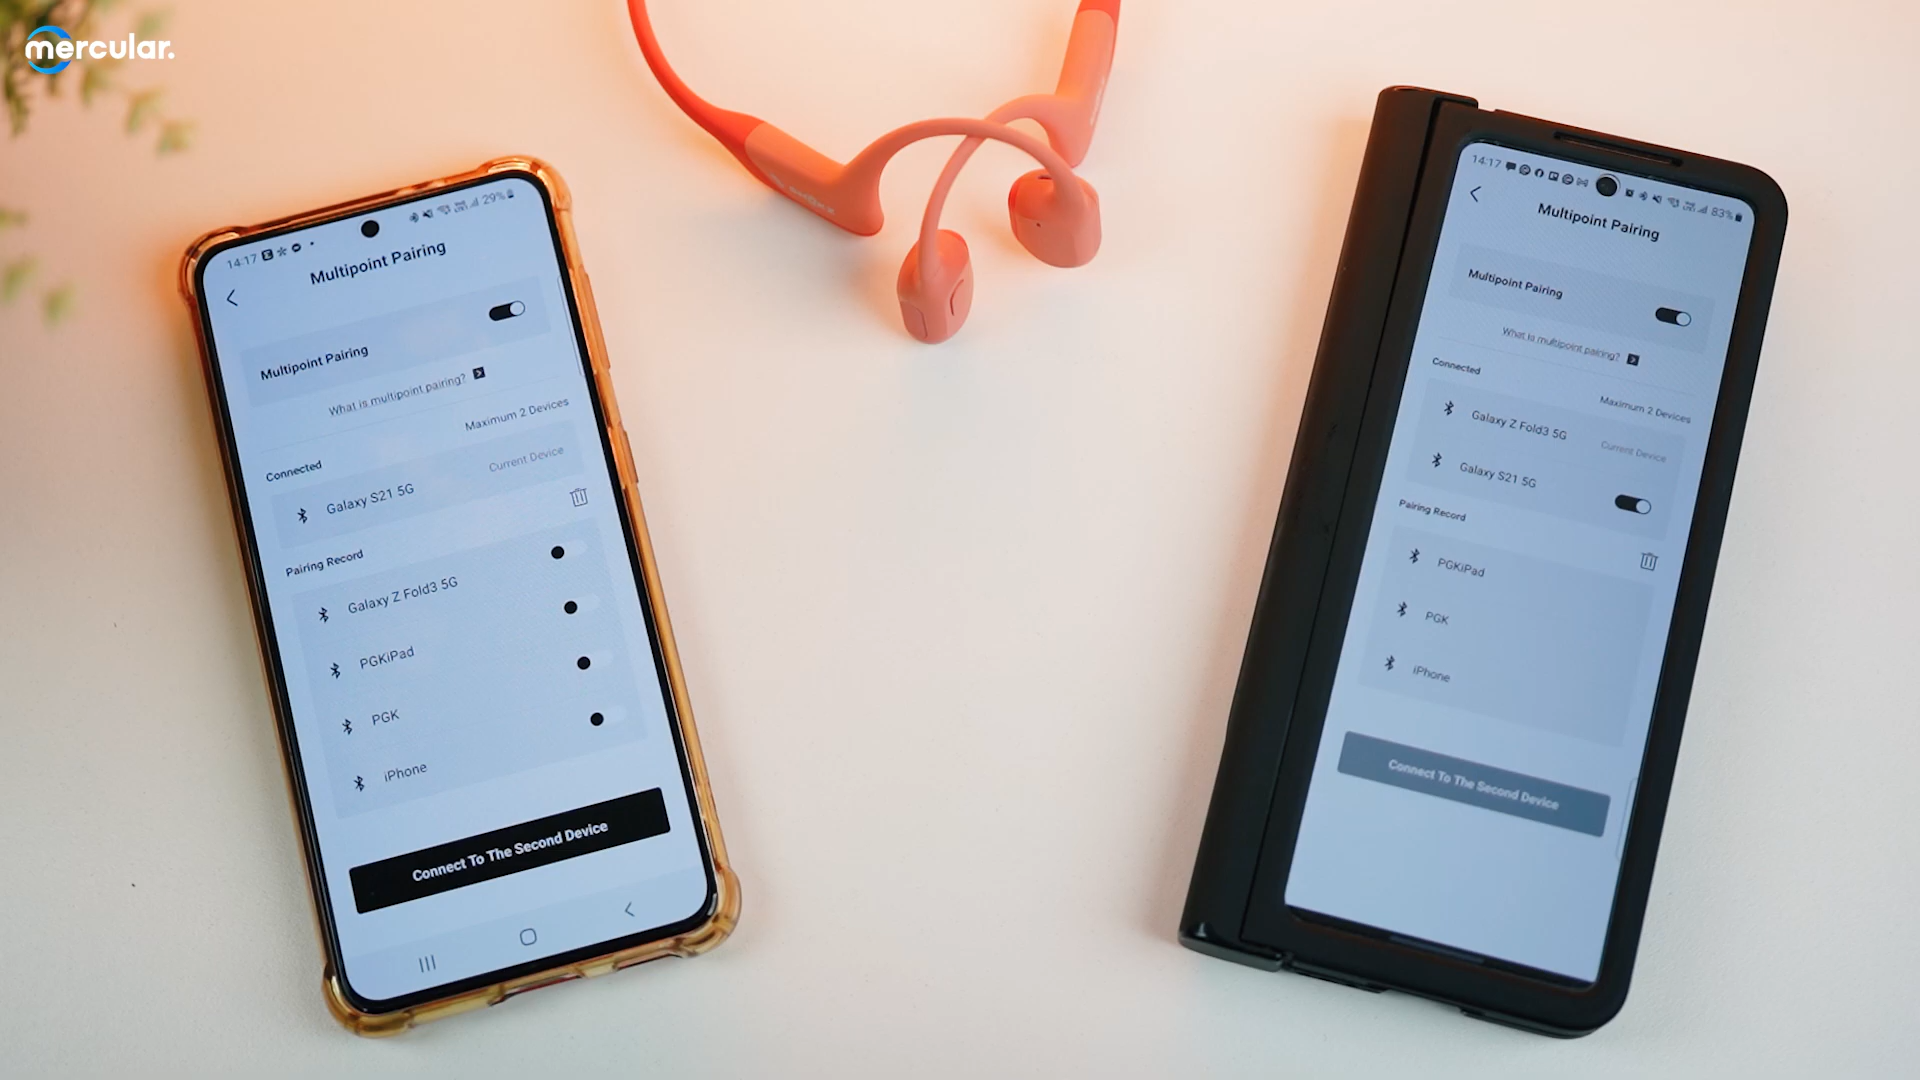 mercular.
SHOKZ
14:17
29%
Multipoint Pairing
Multipoint Pairing
What is multipoint pairing?
Maximum 2 Devices
Connected
Current Device
Galaxy S21 5G
Pairing Record
Galaxy Z Fold3 5G
PGKiPad
PGK
iPhone
Connect To The Second Device
14:17
83%
Multipoint Pairing
Multipoint Pairing
What is multipoint pairing?
Connected
Maximum 2 Devices
Galaxy Z Fold3 5G
Current Device
Galaxy S21 5G
Pairing Record
PGKiPad
PGK
iPhone
Connect To The Second Device